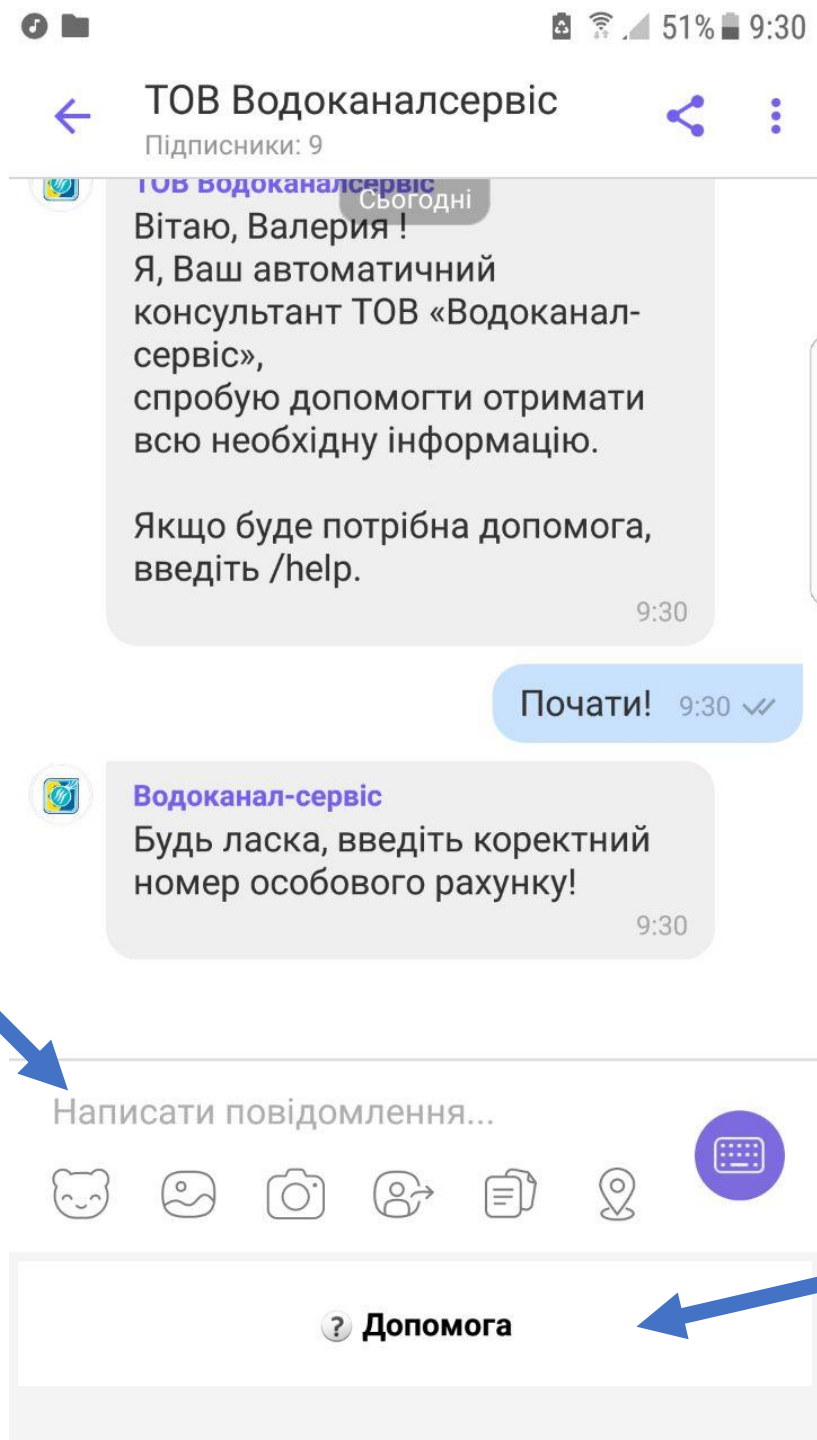 51% 9:30
ТОВ Водоканалсервіс
Підписники: 9
ТОВ Водоканалсервіс
Сьогодні
Вітаю, Валерия !
Я, Ваш автоматичний
консультант ТОВ «Водоканал-
сервіс»,
спробую допомогти отримати
всю необхідну інформацію.
Якщо буде потрібна допомога,
введіть /help.
9:30
Почати! 9:30
Водоканал-сервіс
Будь ласка, введіть коректний
номер особового рахунку!
9:30
Написати повідомлення...
? Допомога